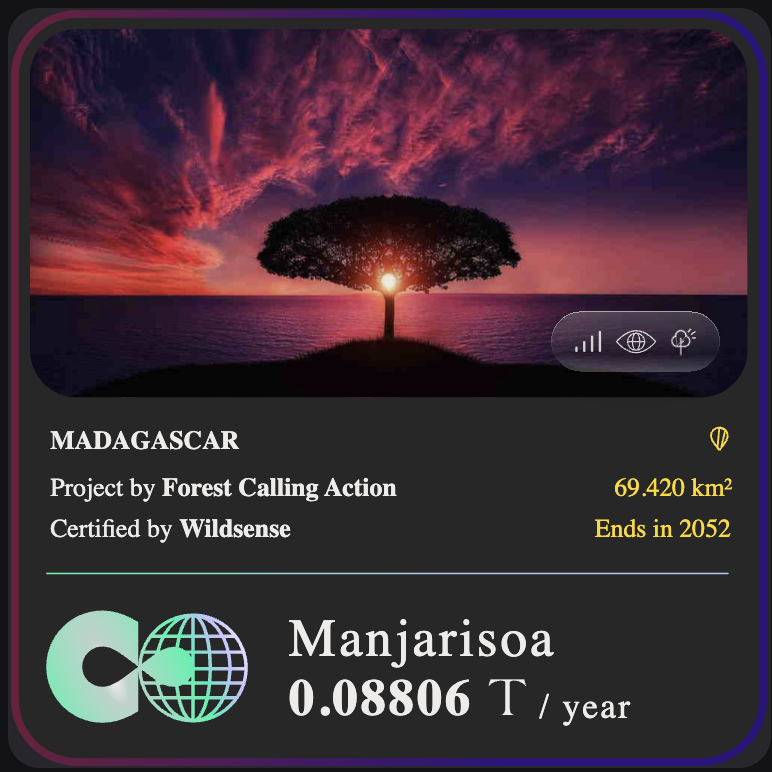 MADAGASCAR
Project by Forest Calling Action 69.420 km²
Certified by Wildsense Ends in 2052
Manjarisoa
0.08806 T / year